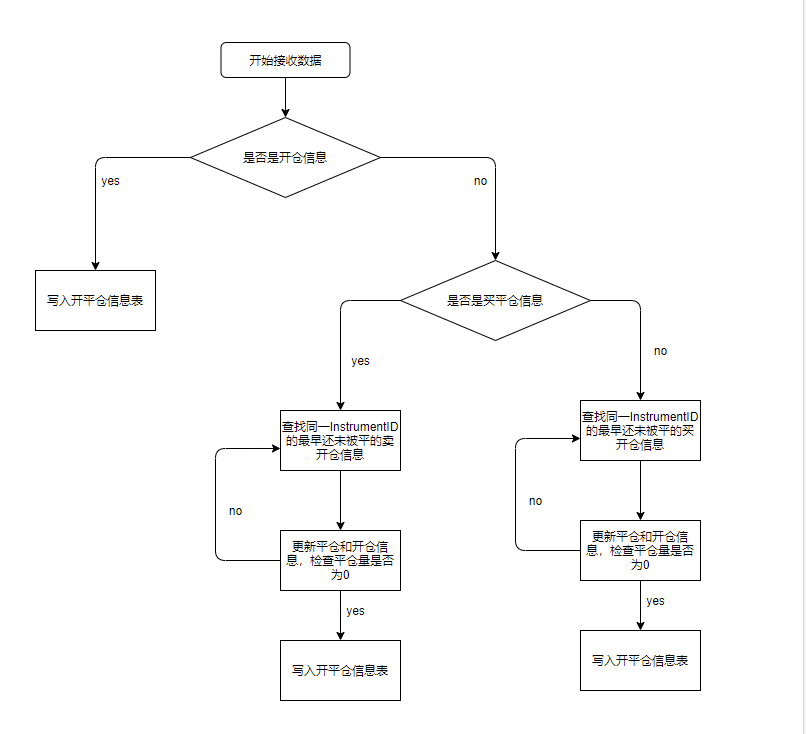 开始接收数据
是否是开仓信息
yes
no
写入开平仓信息表
是否是买平仓信息
yes
no
查找同一InstrumentID
的最早还未被平的卖
开仓信息
查找同一InstrumentID
的最早还未被平的买
开仓信息
no
no
更新平仓和开仓信
息，检查平仓量是否
为0
更新平仓和开仓信
息，检查平仓量是否
为0
yes
yes
写入开平仓信息表
写入开平仓信息表